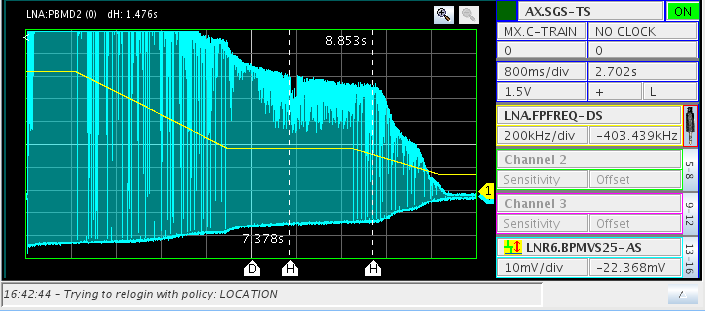 LNA:PBMD2 (0) dH: 1.476s
8.853s
7.378s
D H H
1
AX.SGS-TS ON
MX.C-TRAIN NO CLOCK
0 0
800ms/div 2.702s
1.5V + L
LNA.FPFREQ-DS
200kHz/div -403.439kHz
Channel 2
Sensitivity Offset
5-8
Channel 3
Sensitivity Offset
9-12
LNR6.BPMVS25-AS
10mV/div -22.368mV
13-16
16:42:44 – Trying to relogin with policy: LOCATION